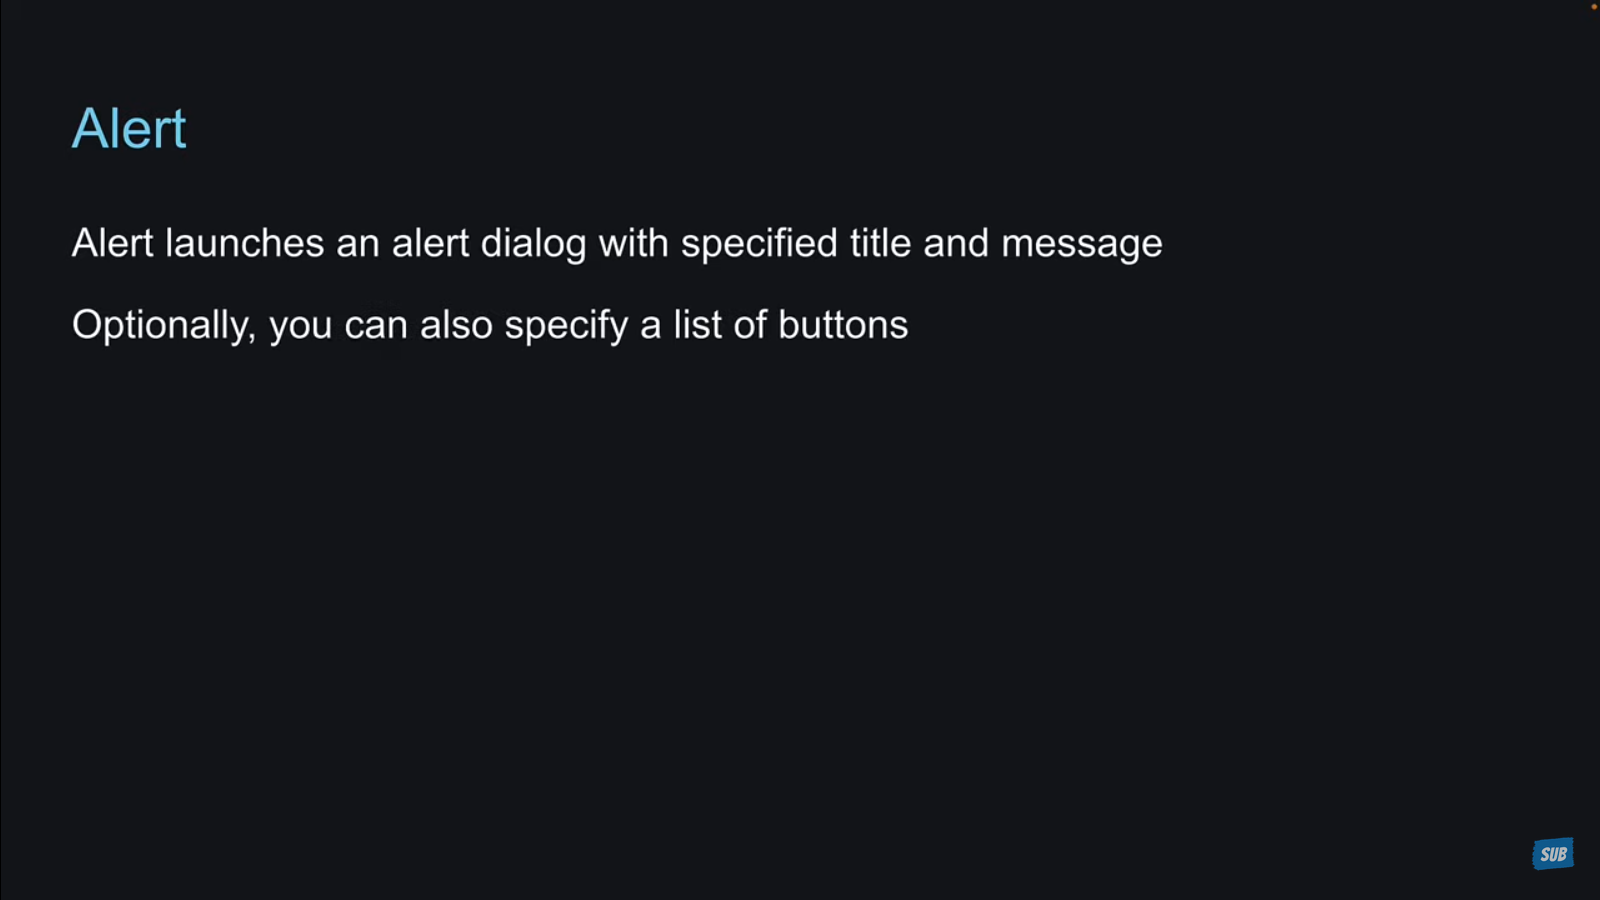 Alert
Alert launches an alert dialog with specified title and message
Optionally, you can also specify a list of buttons
SUB